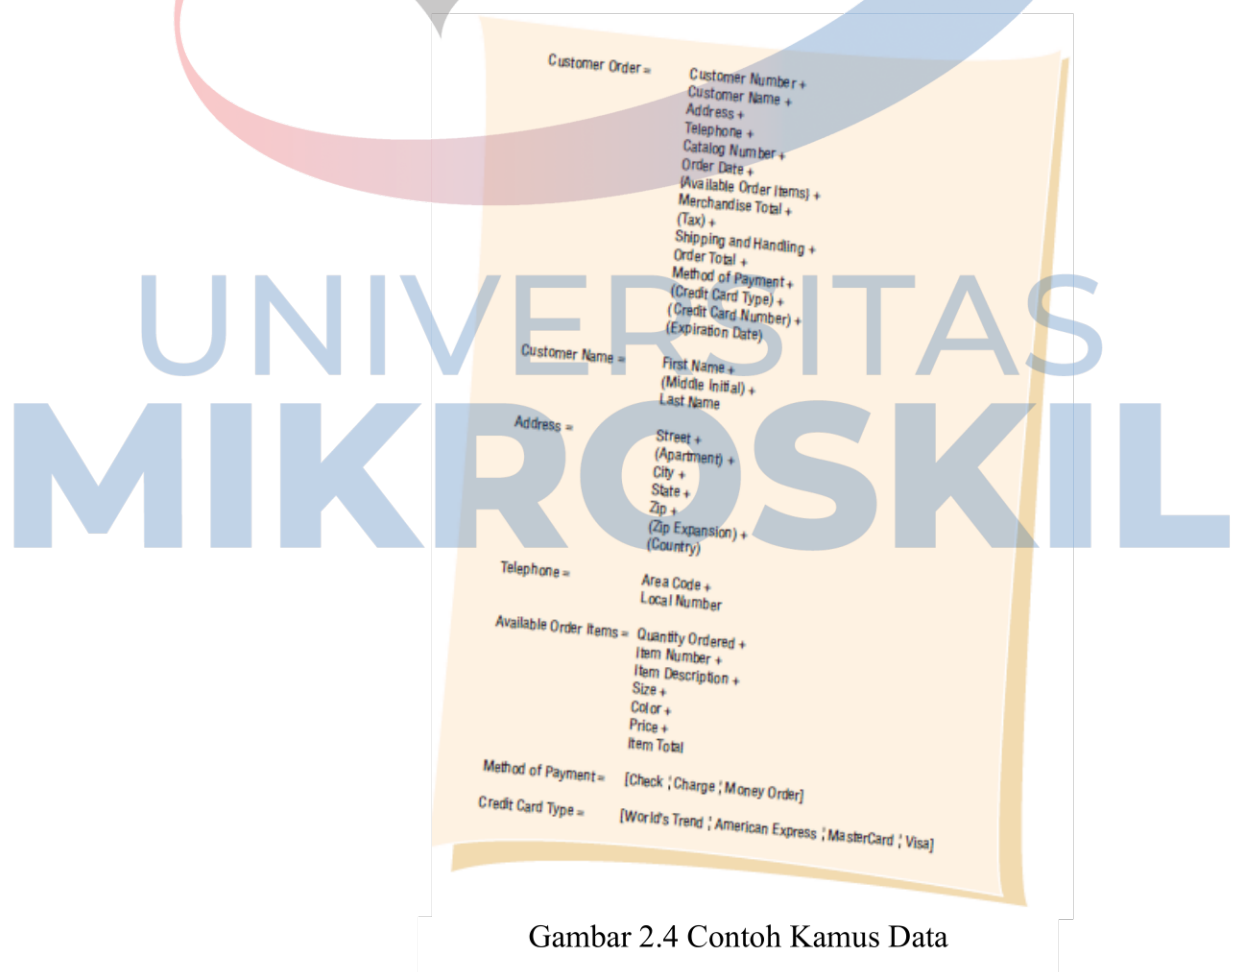 Customer Order = Customer Number +
Customer Name +
Address +
Telephone +
Catalog Number +
Order Date +
(Available Order Items) +
Merchandise Total +
(Tax) +
Shipping and Handling +
Order Total +
Method of Payment +
(Credit Card Type) +
(Credit Card Number) +
(Expiration Date)
Customer Name = First Name +
(Middle Initial) +
Last Name
Address = Street +
(Apartment) +
City +
State +
Zip +
(Zip Expansion) +
(Country)
Telephone = Area Code +
Local Number
Available Order Items = Quantity Ordered +
Item Number +
Item Description +
Size +
Color +
Price +
Item Total
Method of Payment = [Check ¦ Charge ¦ Money Order]
Credit Card Type = [World's Trend ¦ American Express ¦ MasterCard ¦ Visa]
UNIVERSITAS
MIKROSKIL
Gambar 2.4 Contoh Kamus Data